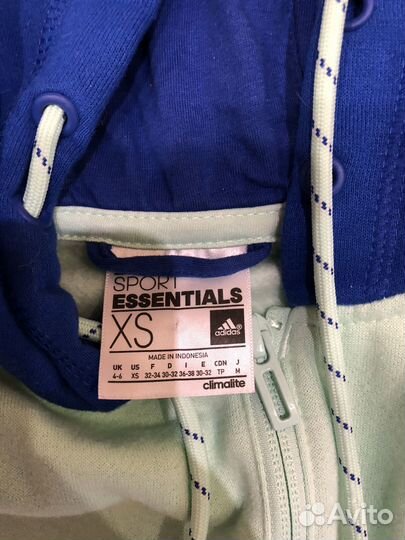 SPORT
ESSENTIALS
XS
adidas
MADE IN INDONESIA
UK US F D I E CDN J
4-6 XS 32-34 30-32 36-38 30-32 TP M
climalite
Avito